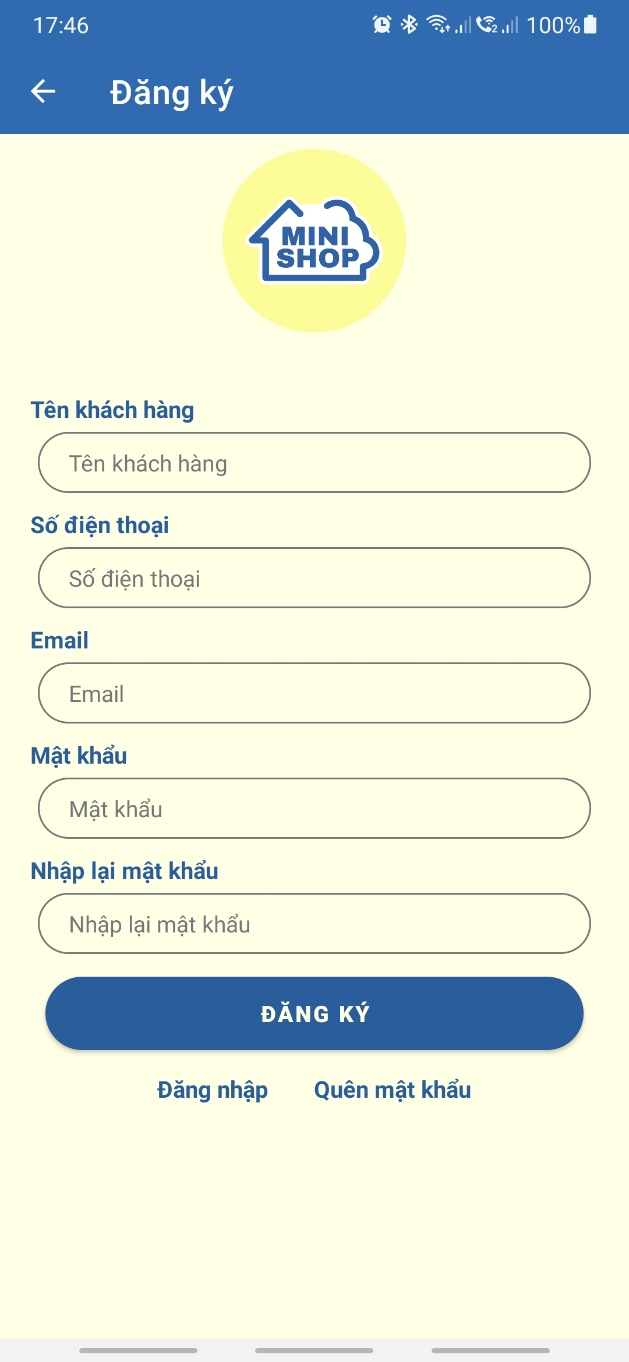 17:46
100%
Đăng ký
MINI
SHOP
Tên khách hàng
Tên khách hàng
Số điện thoại
Số điện thoại
Email
Email
Mật khẩu
Mật khẩu
Nhập lại mật khẩu
Nhập lại mật khẩu
ĐĂNG KÝ
Đăng nhập Quên mật khẩu